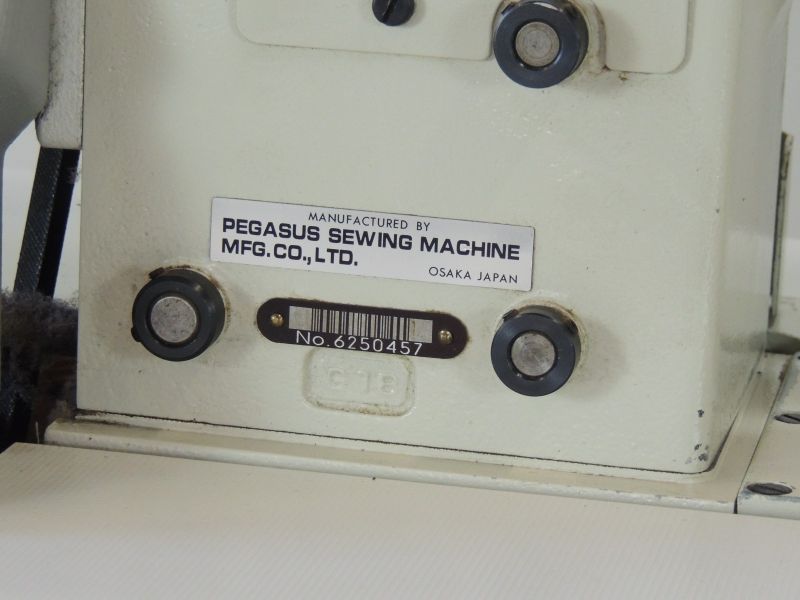 MANUFACTURED BY
PEGASUS SEWING MACHINE
MFG.CO.,LTD.
OSAKA JAPAN
No.6250457